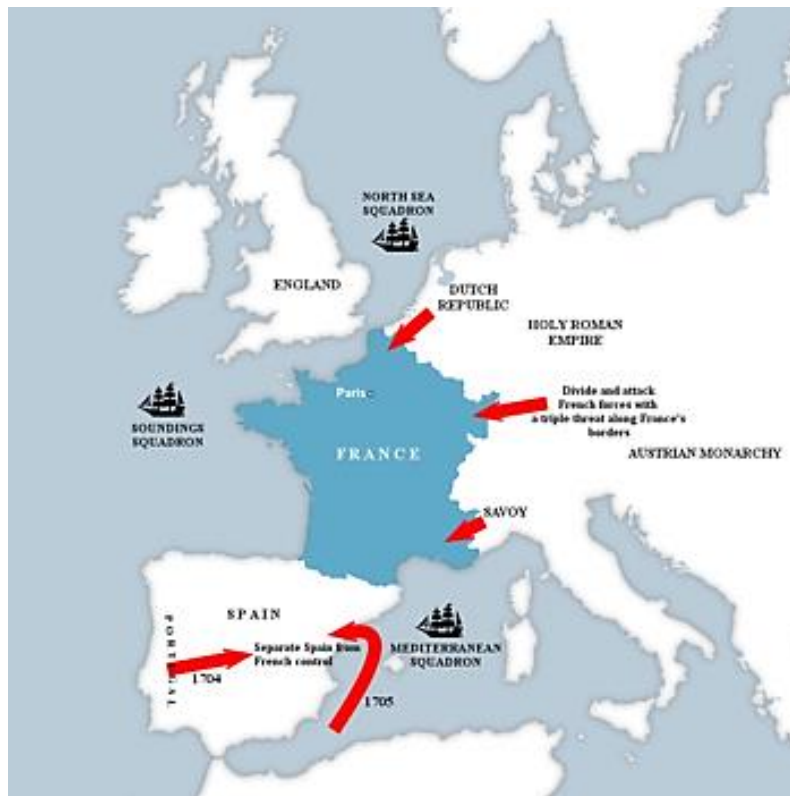 NORTH SEA
SQUADRON
ENGLAND
DUTCH
REPUBLIC
HOLY ROMAN
EMPIRE
Paris
Divide and attack
French forces with
a triple threat along France's
borders
SOUNDINGS
SQUADRON
FRANCE
AUSTRIAN MONARCHY
SAVOY
SPAIN
PORTUGAL
Separate Spain from
French control
MEDITERRANEAN
SQUADRON
1704
1705